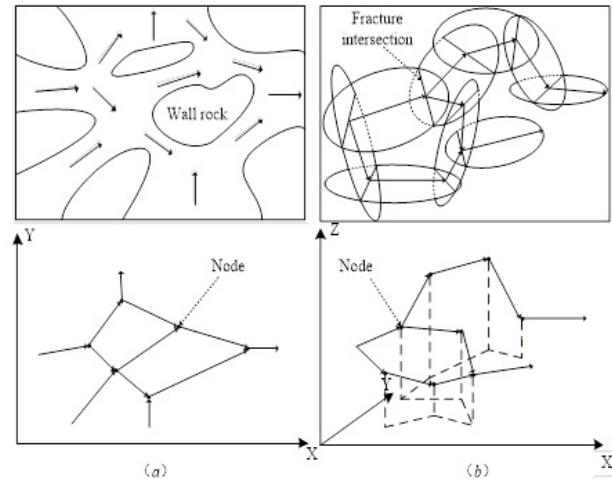 Fracture
intersection
Wall rock
Y
Node
X
(a)
Z
Node
Y
X
(b)